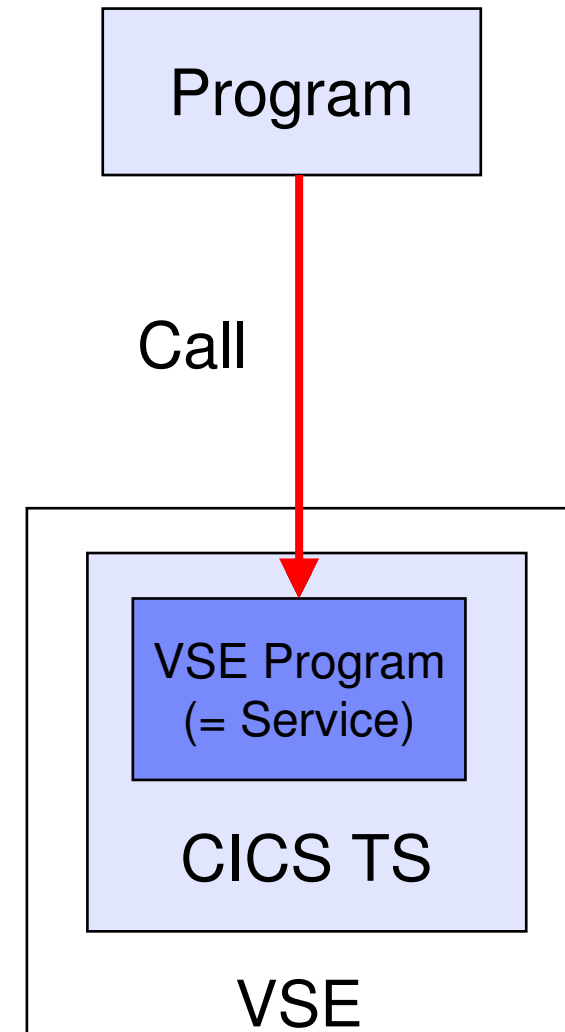 Program
Call
VSE Program
(= Service)
CICS TS
VSE